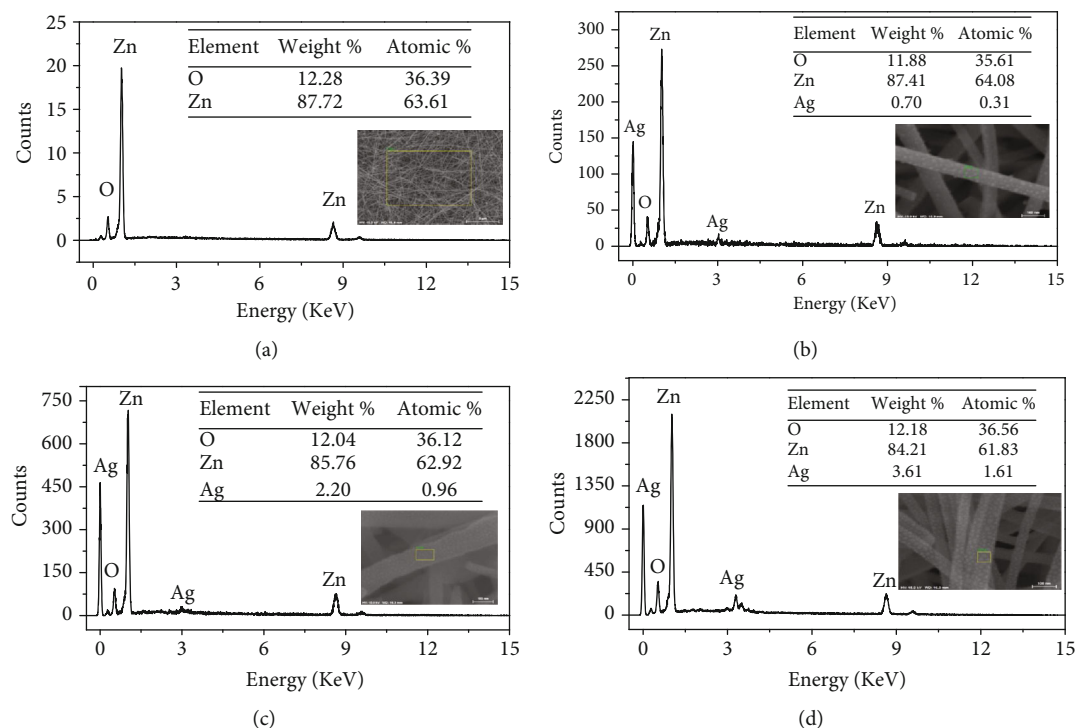 25
20
15
10
5
0
Counts
Zn
O
Zn
Element Weight % Atomic %
O 12.28 36.39
Zn 87.72 63.61
0 3 6 9 12 15
Energy (KeV)
(a)
300
250
200
150
100
50
0
Counts
Ag
O
Zn
Ag
Zn
Element Weight % Atomic %
O 11.88 35.61
Zn 87.41 64.08
Ag 0.70 0.31
0 3 6 9 12 15
Energy (KeV)
(b)
750
600
450
300
150
0
Counts
Ag
O
Zn
Ag
Zn
Element Weight % Atomic %
O 12.04 36.12
Zn 85.76 62.92
Ag 2.20 0.96
0 3 6 9 12 15
Energy (KeV)
(c)
2250
1800
1350
900
450
0
Counts
Ag
O
Zn
Ag
Zn
Element Weight % Atomic %
O 12.18 36.56
Zn 84.21 61.83
Ag 3.61 1.61
0 3 6 9 12 15
Energy (KeV)
(d)